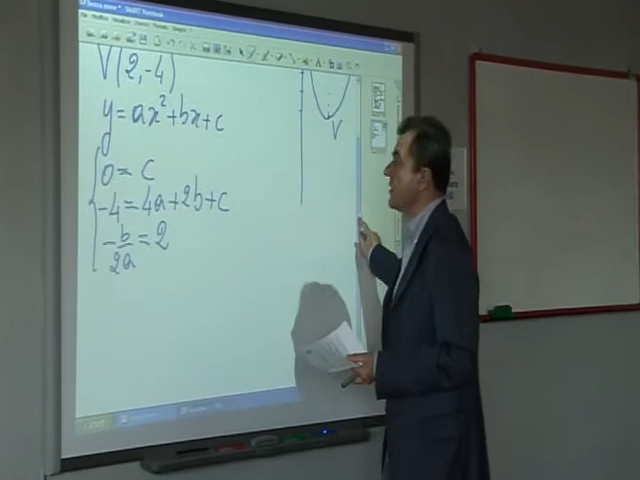 V(2,-4)
y=ax²+bx+c
0=C
-4=4a+2b+c
-b/2a=2
V